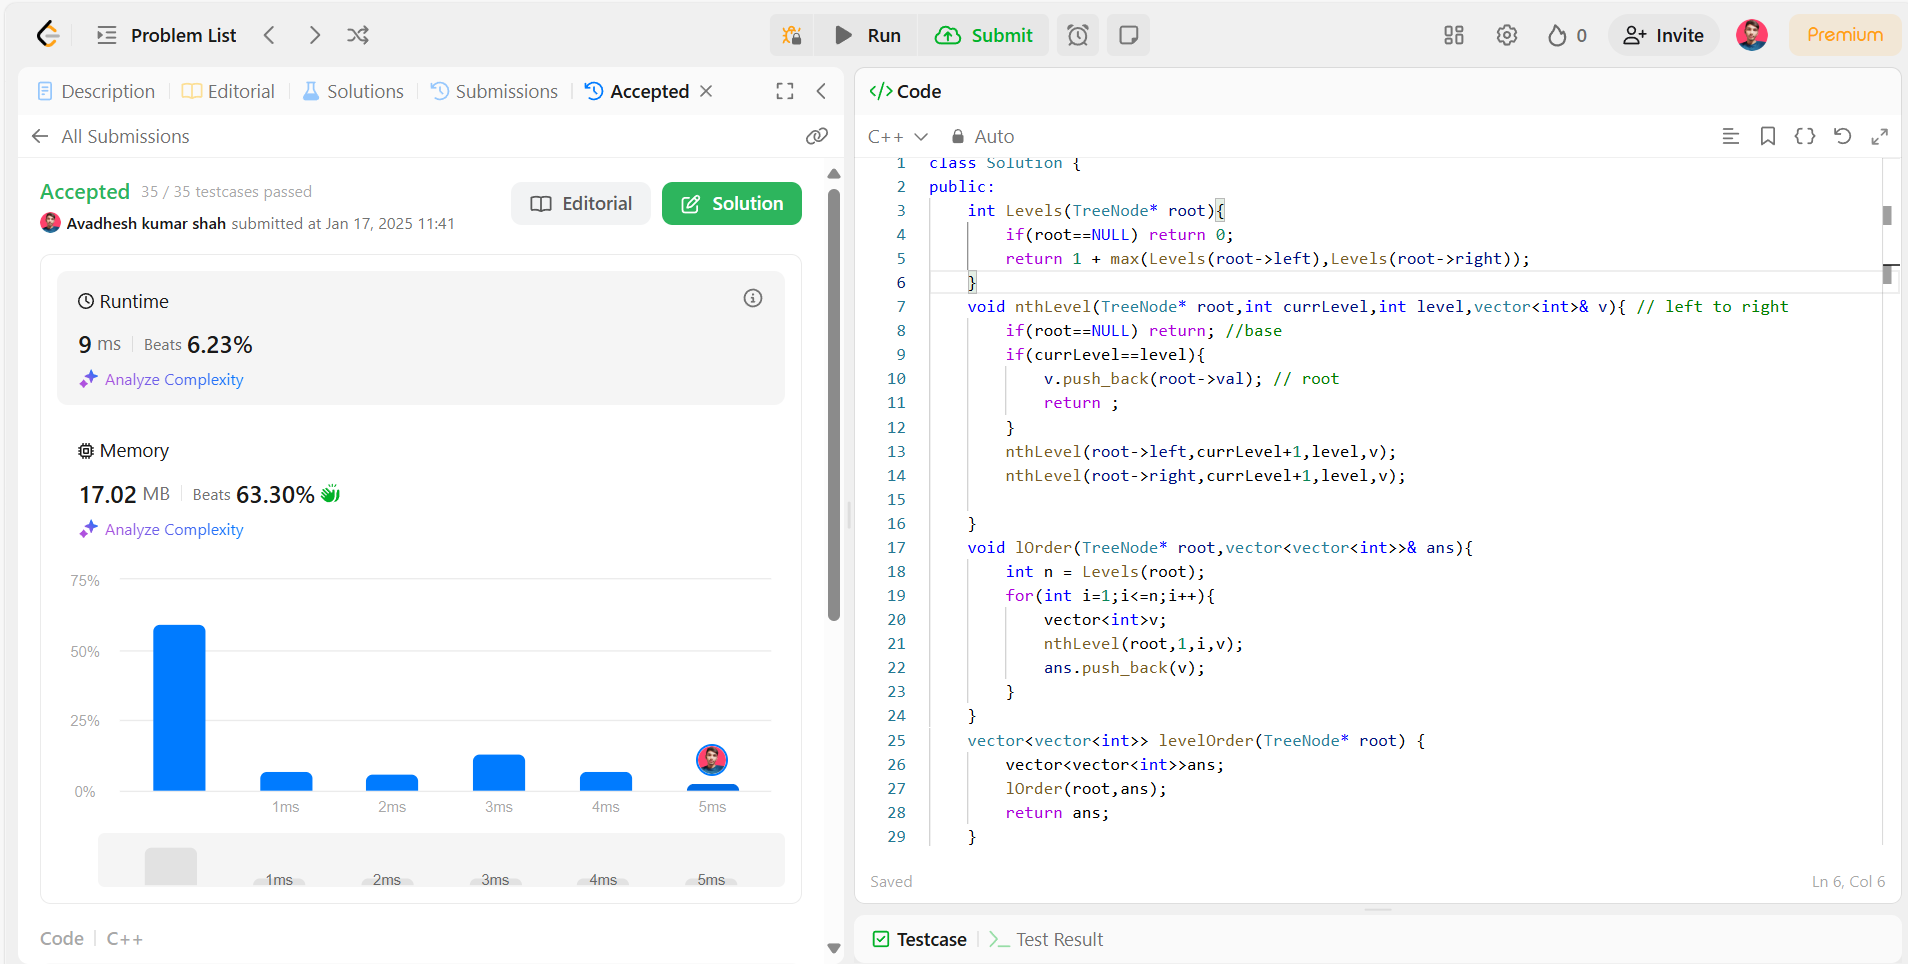 Problem List
Run
Submit
0
Invite
Premium
Description
Editorial
Solutions
Submissions
Accepted
All Submissions
Accepted 35 / 35 testcases passed
Avadhesh kumar shah submitted at Jan 17, 2025 11:41
Editorial
Solution
Runtime
9 ms Beats 6.23%
Analyze Complexity
Memory
17.02 MB Beats 63.30%
Analyze Complexity
75%
50%
25%
0%
1ms 2ms 3ms 4ms 5ms
1ms 2ms 3ms 4ms 5ms
Code C++
</> Code
C++ Auto
1 class Solution {
2 public:
3 int Levels(TreeNode* root){
4 if(root==NULL) return 0;
5 return 1 + max(Levels(root->left),Levels(root->right));
6 }
7 void nthLevel(TreeNode* root,int currLevel,int level,vector<int>& v){ // left to right
8 if(root==NULL) return; //base
9 if(currLevel==level){
10 v.push_back(root->val); // root
11 return ;
12 }
13 nthLevel(root->left,currLevel+1,level,v);
14 nthLevel(root->right,currLevel+1,level,v);
15
16 }
17 void lOrder(TreeNode* root,vector<vector<int>>& ans){
18 int n = Levels(root);
19 for(int i=1;i<=n;i++){
20 vector<int>v;
21 nthLevel(root,1,i,v);
22 ans.push_back(v);
23 }
24 }
25 vector<vector<int>> levelOrder(TreeNode* root) {
26 vector<vector<int>>ans;
27 lOrder(root,ans);
28 return ans;
29 }
Saved
Ln 6, Col 6
Testcase
Test Result